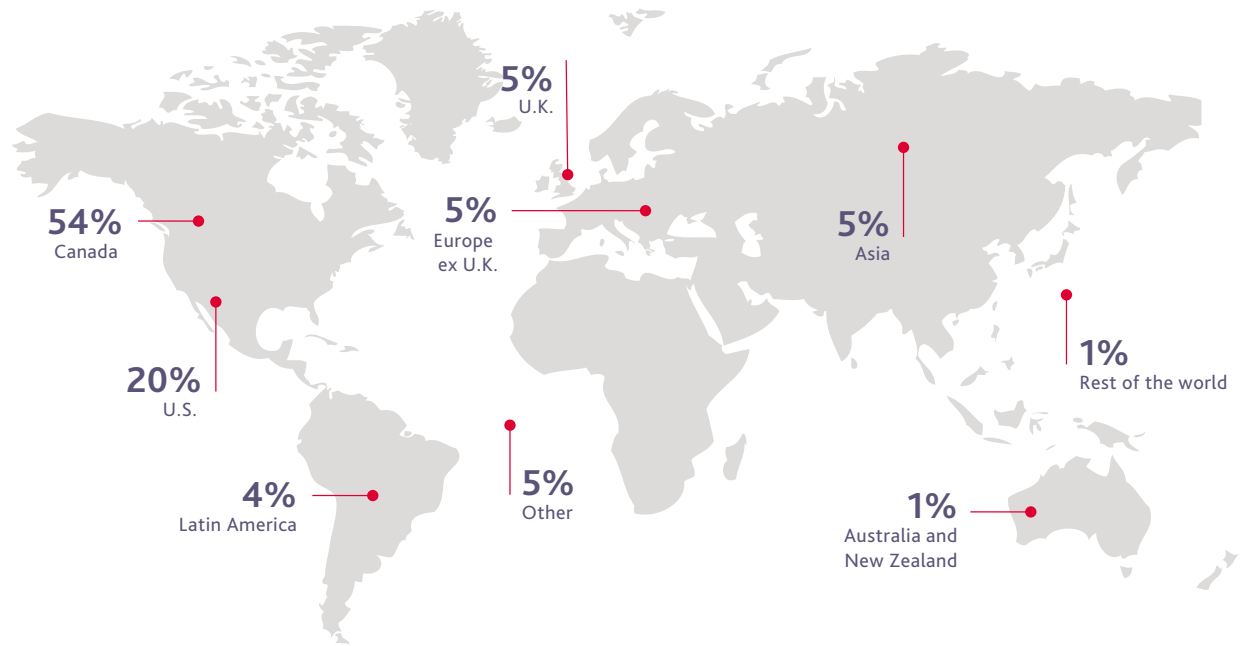 5%
U.K.
54%
Canada
5%
Europe
ex U.K.
5%
Asia
20%
U.S.
1%
Rest of the world
4%
Latin America
5%
Other
1%
Australia and
New Zealand